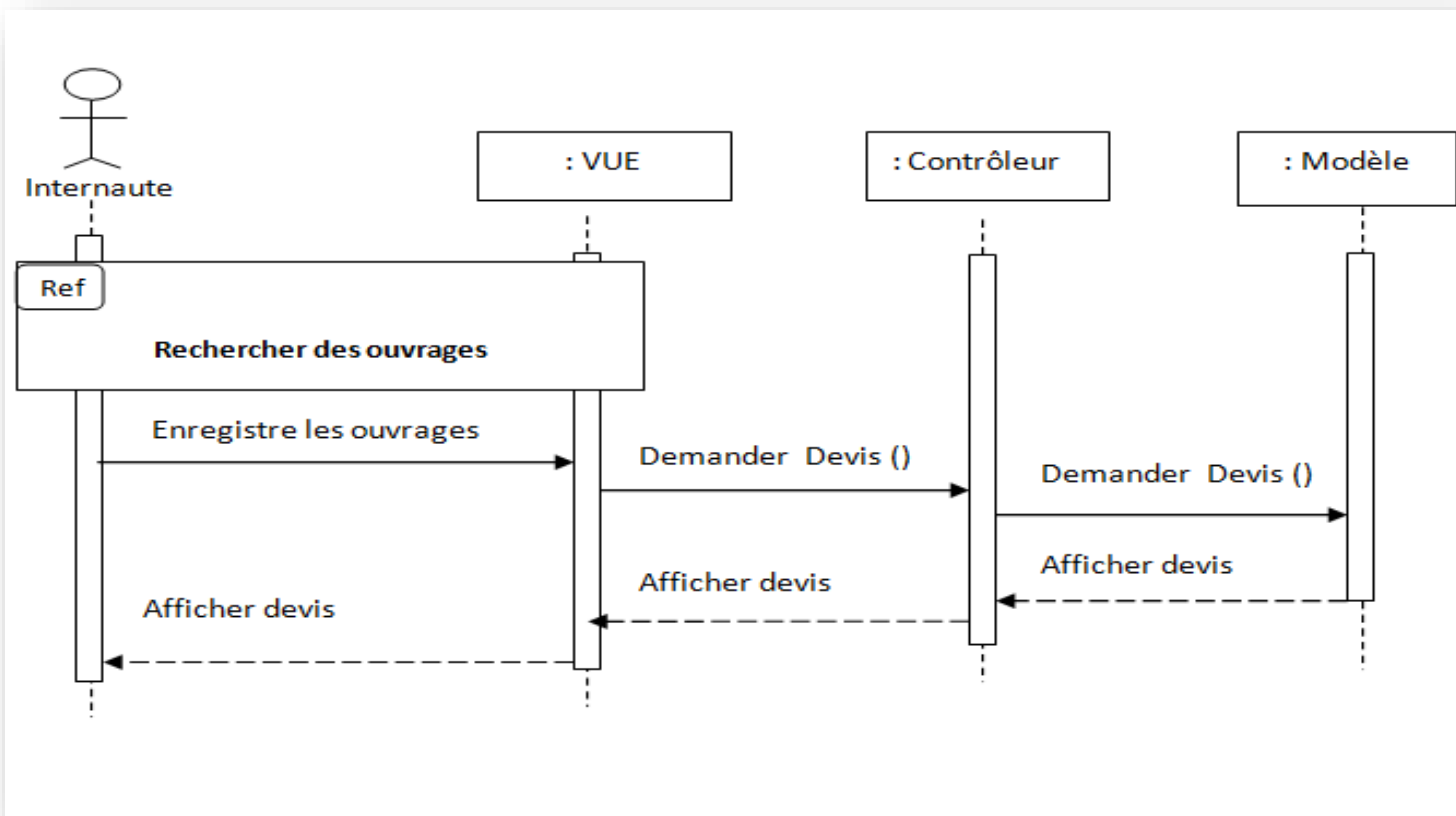 Internaute
: VUE
: Contrôleur
: Modèle
Ref
Rechercher des ouvrages
Enregistre les ouvrages
Demander Devis ()
Demander Devis ()
Afficher devis
Afficher devis
Afficher devis